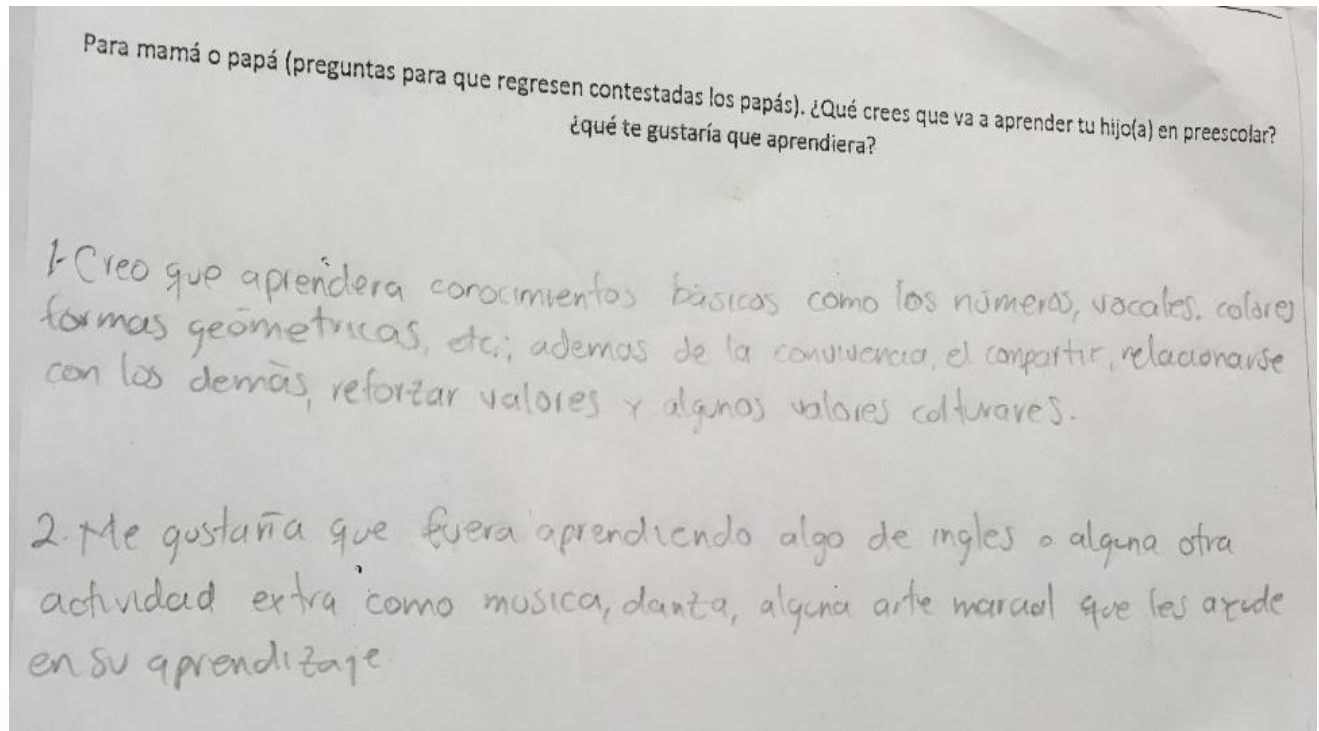 Para mamá o papá (preguntas para que regresen contestadas los papás). ¿Qué crees que va a aprender tu hijo(a) en preescolar?
¿qué te gustaría que aprendiera?
1- Creo que aprendera conocimientos básicos como los números, vocales, colores
formas geometricas, etc; ademas de la convivencia, el compartir, relacionarse
con los demás, reforzar valores y algunos valores colturares.
2. Me gustaría que fuera aprendiendo algo de ingles o alguna otra
actividad extra como musica, danza, alguna arte marcial que les ayude
en su aprendizaje